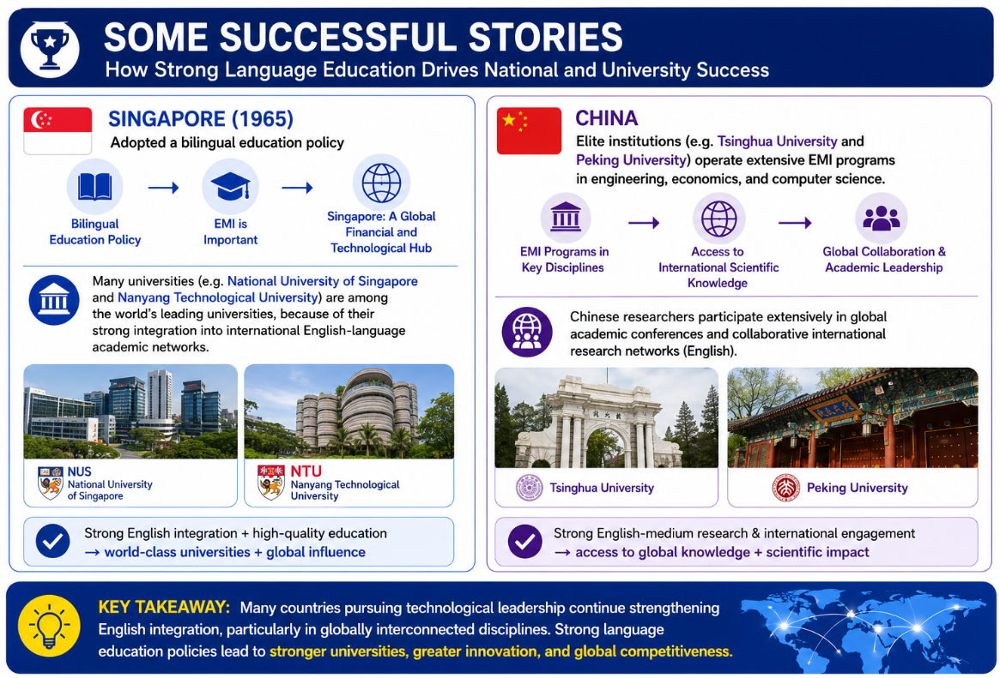 SOME SUCCESSFUL STORIES
How Strong Language Education Drives National and University Success
SINGAPORE (1965)
Adopted a bilingual education policy
Bilingual
Education Policy
EMI is
Important
Singapore: A Global
Financial and
Technological Hub
Many universities (e.g. National University of Singapore
and Nanyang Technological University) are among
the world's leading universities, because of their
strong integration into international English-language
academic networks.
NUS
National University
of Singapore
NTU
Nanyang Technological
University
Strong English integration + high-quality education
→ world-class universities + global influence
CHINA
Elite institutions (e.g. Tsinghua University and
Peking University) operate extensive EMI programs
in engineering, economics, and computer science.
EMI Programs in
Key Disciplines
Access to
International Scientific
Knowledge
Global Collaboration &
Academic Leadership
Chinese researchers participate extensively in global
academic conferences and collaborative international
research networks (English).
Tsinghua University
Peking University
Strong English-medium research & international engagement
→ access to global knowledge + scientific impact
KEY TAKEAWAY: Many countries pursuing technological leadership continue strengthening
English integration, particularly in globally interconnected disciplines. Strong language
education policies lead to stronger universities, greater innovation, and global competitiveness.